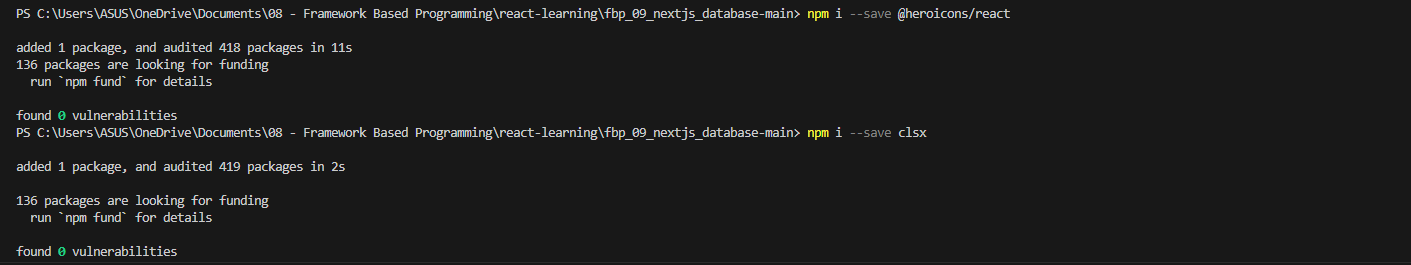 PS C:\Users\ASUS\OneDrive\Documents\08 - Framework Based Programming\react-learning\fbp_09_nextjs_database-main> npm i --save @heroicons/react
added 1 package, and audited 418 packages in 11s
136 packages are looking for funding
  run `npm fund` for details
found 0 vulnerabilities
PS C:\Users\ASUS\OneDrive\Documents\08 - Framework Based Programming\react-learning\fbp_09_nextjs_database-main> npm i --save clsx
added 1 package, and audited 419 packages in 2s
136 packages are looking for funding
  run `npm fund` for details
found 0 vulnerabilities